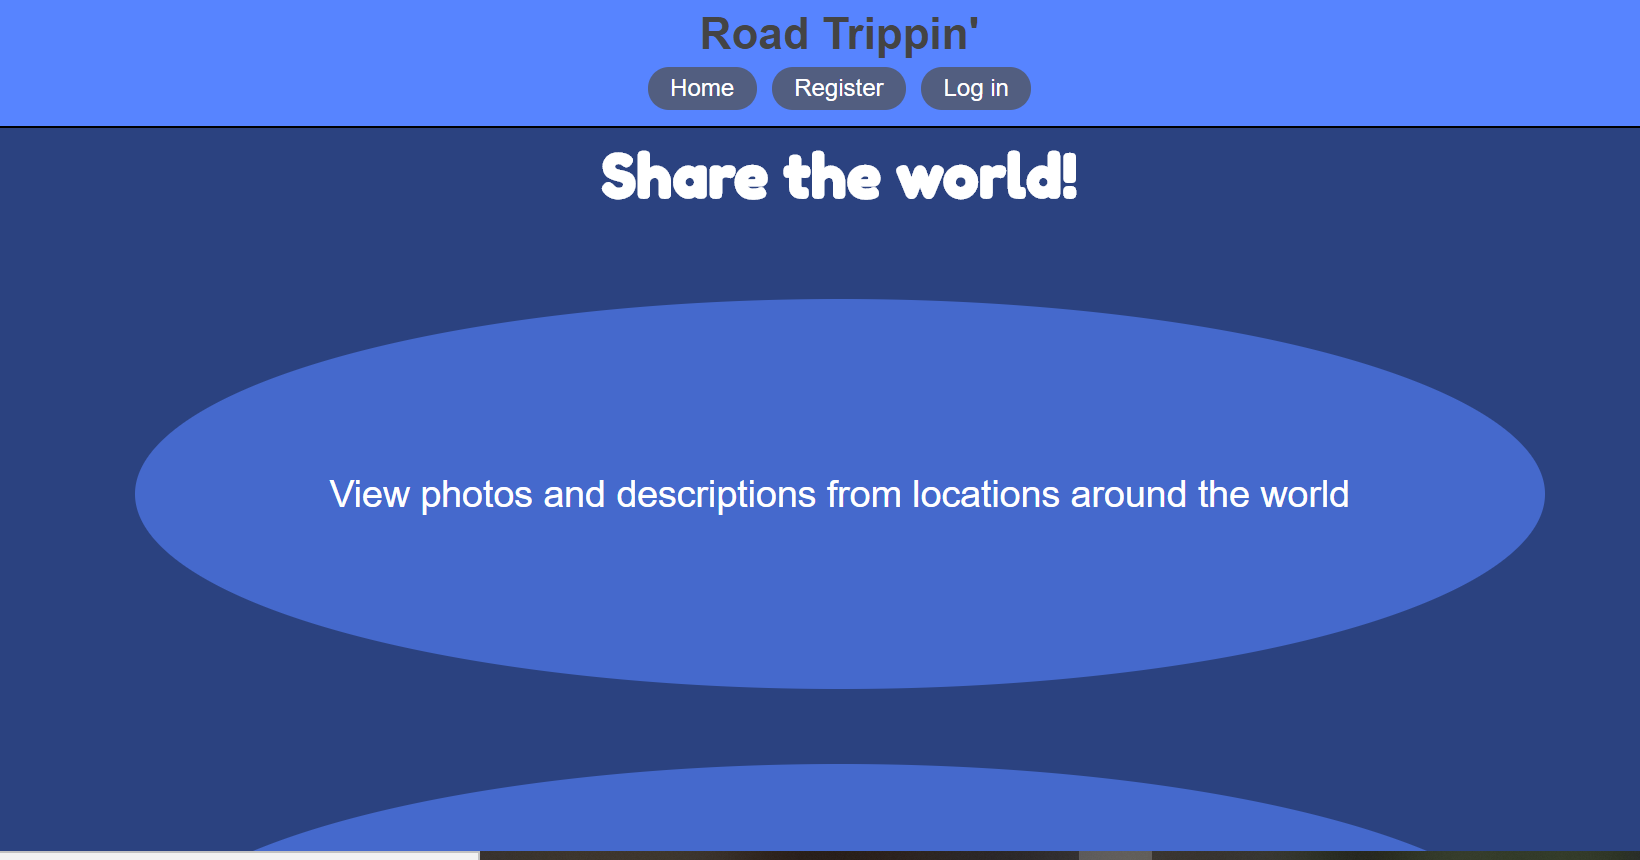 Road Trippin'
Home Register Log in
Share the world!
View photos and descriptions from locations around the world